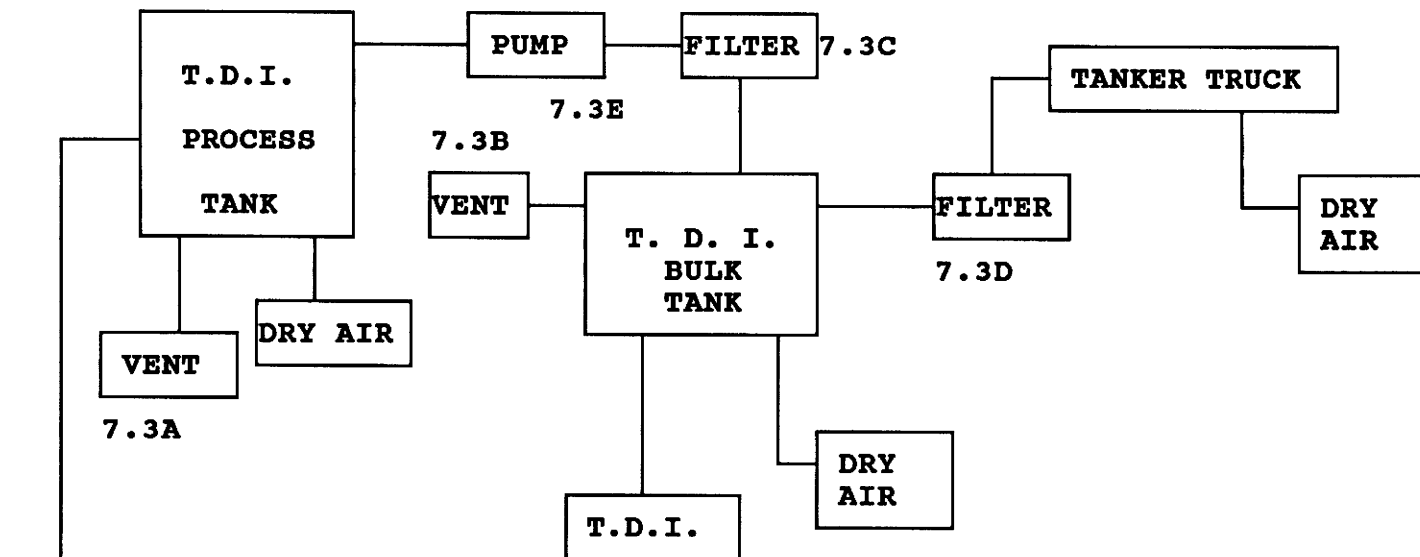 PUMP
FILTER 7.3C
T.D.I.
PROCESS
TANK
7.3E
TANKER TRUCK
7.3B
VENT
T. D. I.
BULK
TANK
FILTER
7.3D
DRY
AIR
DRY AIR
VENT
7.3A
DRY
AIR
T.D.I.